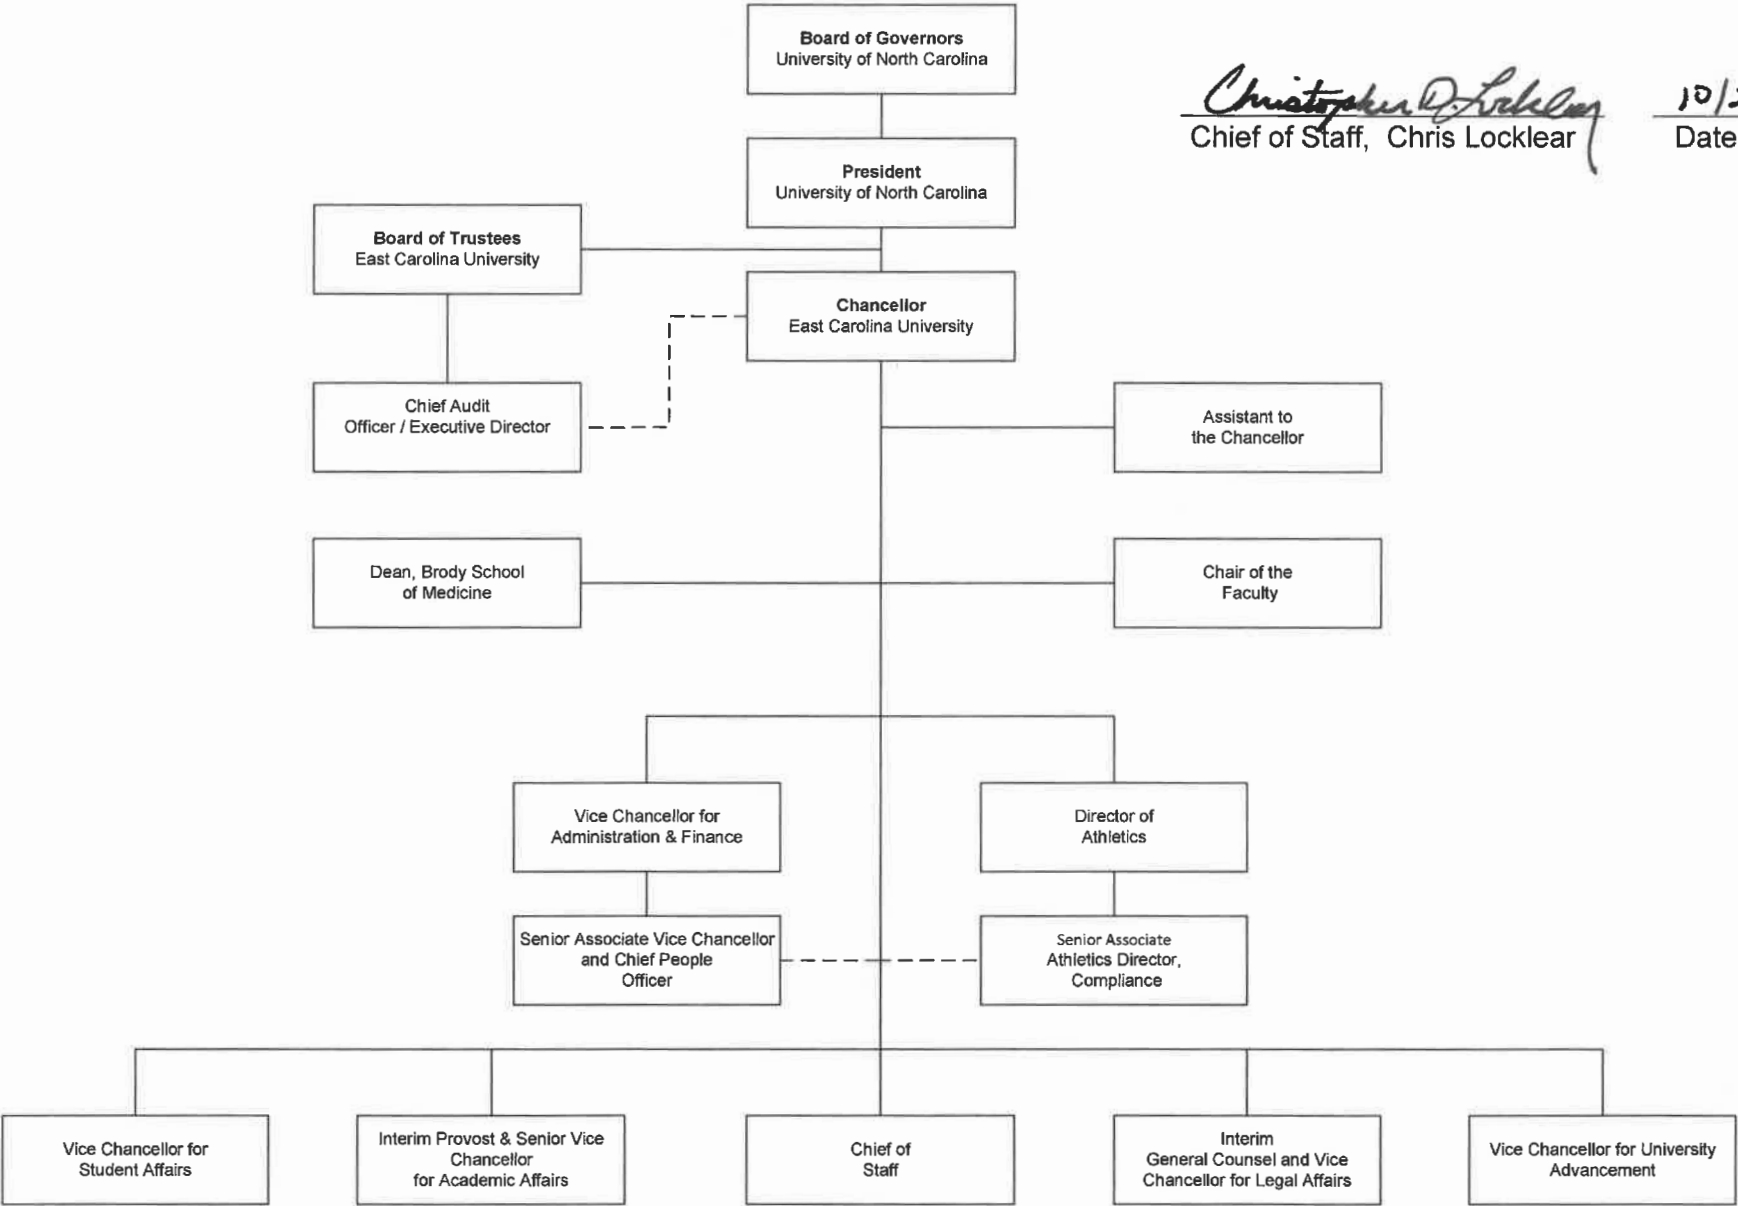 Board of Governors
University of North Carolina
Christopher D. Locklear
10/
Chief of Staff, Chris Locklear
Date
President
University of North Carolina
Board of Trustees
East Carolina University
Chancellor
East Carolina University
Chief Audit
Officer / Executive Director
Assistant to
the Chancellor
Dean, Brody School
of Medicine
Chair of the
Faculty
Vice Chancellor for
Administration & Finance
Director of
Athletics
Senior Associate Vice Chancellor
and Chief People
Officer
Senior Associate
Athletics Director,
Compliance
Vice Chancellor for
Student Affairs
Interim Provost & Senior Vice
Chancellor
for Academic Affairs
Chief of
Staff
Interim
General Counsel and Vice
Chancellor for Legal Affairs
Vice Chancellor for University
Advancement